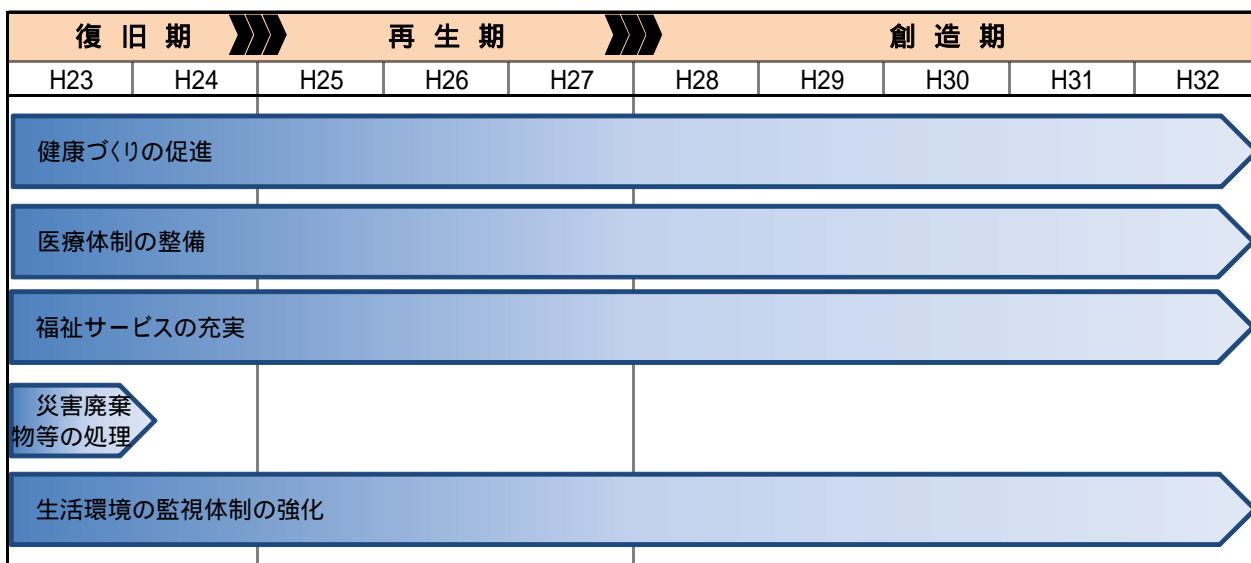 復旧期 再生期 創造期
H23 H24 H25 H26 H27 H28 H29 H30 H31 H32
健康づくりの促進
医療体制の整備
福祉サービスの充実
災害廃棄
物等の処理
生活環境の監視体制の強化